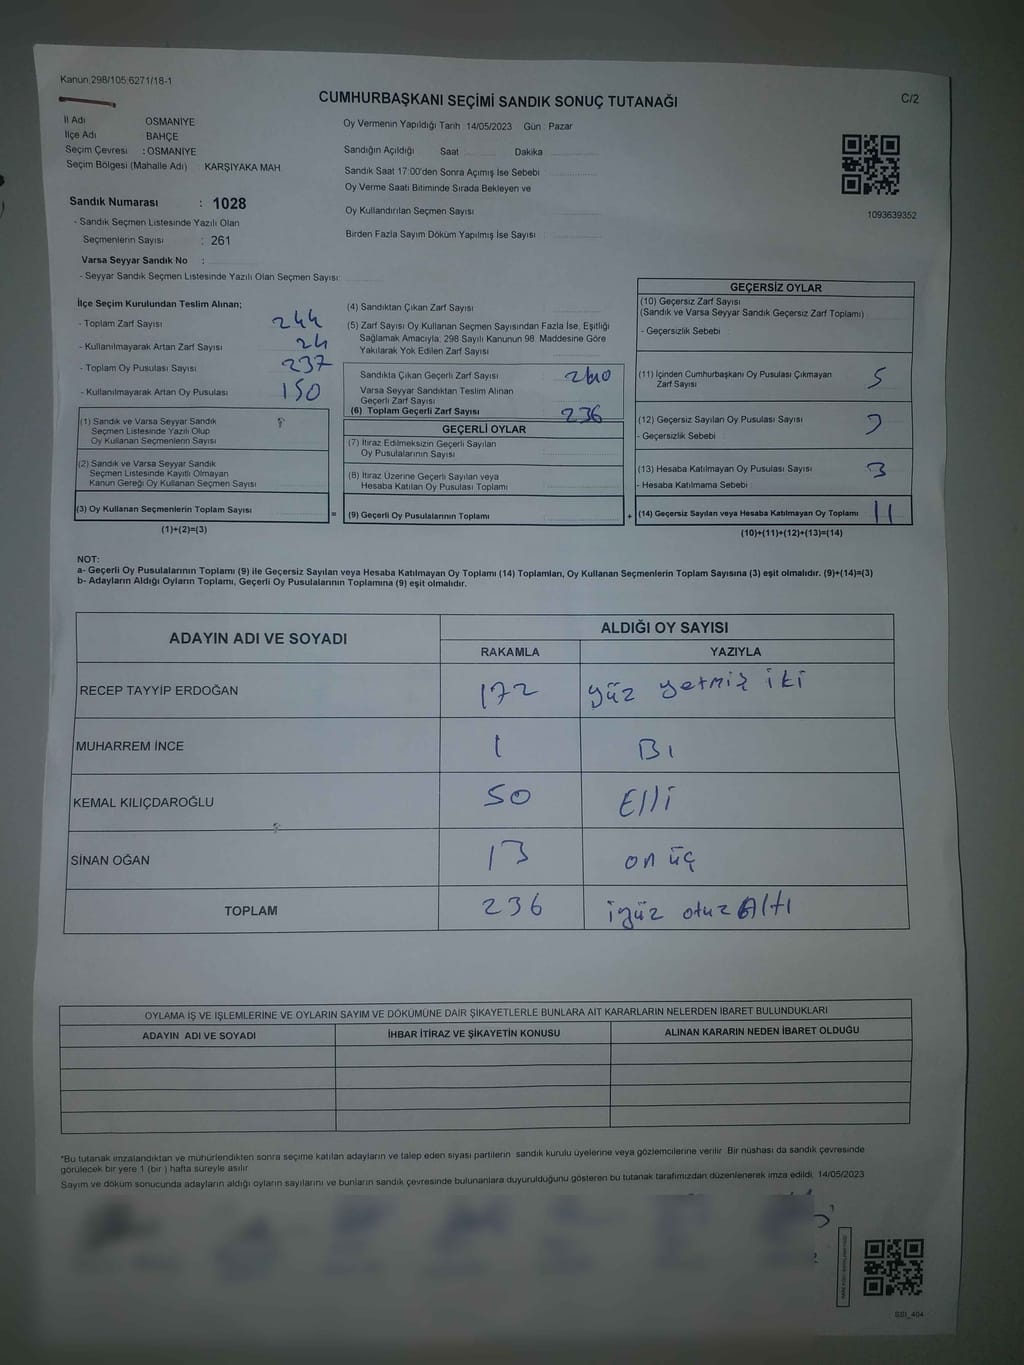 Kanun,298/105 6271/18-1
CUMHURBAŞKANI SEÇİMİ SANDIK SONUÇ TUTANAĞI
C/2
İl Adı OSMANİYE
İlçe Adı BAHÇE
Seçim Çevresi : OSMANİYE
Seçim Bölgesi (Mahalle Adı) : KARŞIYAKA MAH
Oy Vermenin Yapıldığı Tarih :14/05/2023 Gün : Pazar
Sandığın Açıldığı Saat Dakika
Sandık Saat 17:00'den Sonra Açımış İse Sebebi
Oy Verme Saati Bitiminde Sırada Bekleyen ve
Oy Kullandırılan Seçmen Sayısı
Birden Fazla Sayım Döküm Yapılmış İse Sayısı
1093639352
Sandık Numarası : 1028
- Sandık Seçmen Listesinde Yazılı Olan
Seçmenlerin Sayısı : 261
Varsa Seyyar Sandık No :
- Seyyar Sandık Seçmen Listesinde Yazılı Olan Seçmen Sayısı:
İlçe Seçim Kurulundan Teslim Alınan;
- Toplam Zarf Sayısı 244
- Kullanılmayarak Artan Zarf Sayısı 24
- Toplam Oy Pusulası Sayısı 237
- Kullanılmayarak Artan Oy Pusulası 150
(1) Sandık ve Varsa Seyyar Sandık
Seçmen Listesinde Yazılı Olup
Oy Kullanan Seçmenlerin Sayısı
(2) Sandık ve Varsa Seyyar Sandık
Seçmen Listesinde Kayıtlı Olmayan
Kanun Gereği Oy Kullanan Seçmen Sayısı
(3) Oy Kullanan Seçmenlerin Toplam Sayısı
(1)+(2)=(3)
=
(4) Sandıktan Çıkan Zarf Sayısı
(5) Zarf Sayısı Oy Kullanan Seçmen Sayısından Fazla İse, Eşitliği
Sağlamak Amacıyla, 298 Sayılı Kanunun 98. Maddesine Göre
Yakılarak Yok Edilen Zarf Sayısı
Sandıkta Çıkan Geçerli Zarf Sayısı 240
Varsa Seyyar Sandıktan Teslim Alınan
Geçerli Zarf Sayısı
(6) Toplam Geçerli Zarf Sayısı 236
GEÇERLİ OYLAR
(7) İtiraz Edilmeksizin Geçerli Sayılan
Oy Pusulalarının Sayısı
(8) İtiraz Üzerine Geçerli Sayılan veya
Hesaba Katılan Oy Pusulası Toplamı
(9) Geçerli Oy Pusulalarının Toplamı
+
GEÇERSİZ OYLAR
(10) Geçersiz Zarf Sayısı
(Sandık ve Varsa Seyyar Sandık Geçersiz Zarf Toplamı)
- Geçersizlik Sebebi :
(11) İçinden Cumhurbaşkanı Oy Pusulası Çıkmayan
Zarf Sayısı 5
(12) Geçersiz Sayılan Oy Pusulası Sayısı
- Geçersizlik Sebebi :
(13) Hesaba Katılmayan Oy Pusulası Sayısı 3
- Hesaba Katılmama Sebebi :
(14) Geçersiz Sayılan veya Hesaba Katılmayan Oy Toplamı 11
(10)+(11)+(12)+(13)=(14)
NOT:
a- Geçerli Oy Pusulalarının Toplamı (9) ile Geçersiz Sayılan veya Hesaba Katılmayan Oy Toplamı (14) Toplamları, Oy Kullanan Seçmenlerin Toplam Sayısına (3) eşit olmalıdır. (9)+(14)=(3)
b- Adayların Aldığı Oyların Toplamı, Geçerli Oy Pusulalarının Toplamına (9) eşit olmalıdır.
ADAYIN ADI VE SOYADI
ALDIĞI OY SAYISI
RAKAMLA YAZIYLA
RECEP TAYYİP ERDOĞAN 172 yüz yetmiş iki
MUHARREM İNCE 1 Bı
KEMAL KILIÇDAROĞLU 50 Elli
SİNAN OĞAN 13 on üç
TOPLAM 236 iyüz otuz Altı
OYLAMA İŞ VE İŞLEMLERİNE VE OYLARIN SAYIM VE DÖKÜMÜNE DAİR ŞİKAYETLERLE BUNLARA AİT KARARLARIN NELERDEN İBARET BULUNDUKLARI
ADAYIN ADI VE SOYADI İHBAR İTİRAZ VE ŞİKAYETİN KONUSU ALINAN KARARIN NEDEN İBARET OLDUĞU
*Bu tutanak imzalandıktan ve mühürlendikten sonra seçime katılan adayların ve talep eden siyasi partilerin sandık kurulu üyelerine veya gözlemcilerine verilir. Bir nüshası da sandık çevresinde
görülecek bir yere 1 (bir ) hafta süreyle asılır
Sayım ve döküm sonucunda adayların aldığı oyların sayılarını ve bunların sandık çevresinde bulunanlara duyurulduğunu gösteren bu tutanak tarafımızdan düzenlenerek imza edildi. 14/05/2023
SSI_404